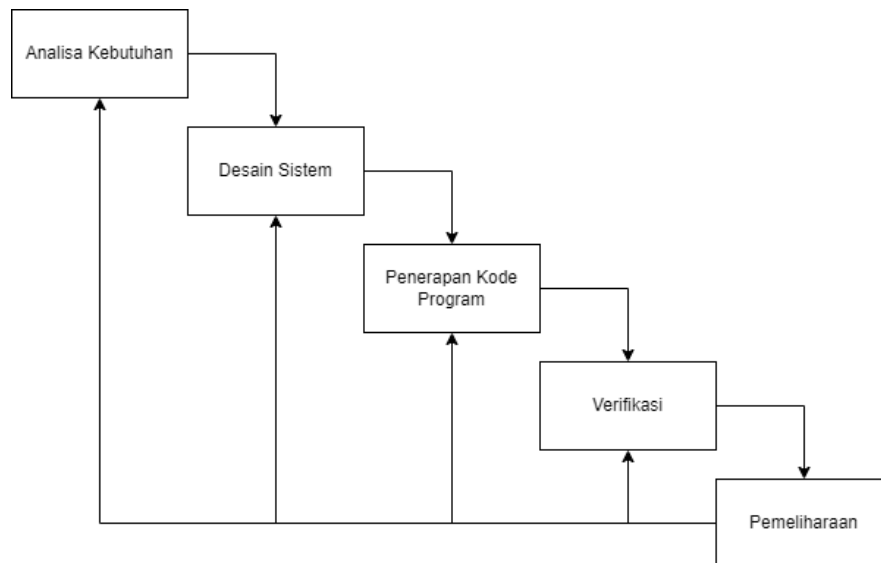 Analisa Kebutuhan
Desain Sistem
Penerapan Kode
Program
Verifikasi
Pemeliharaan